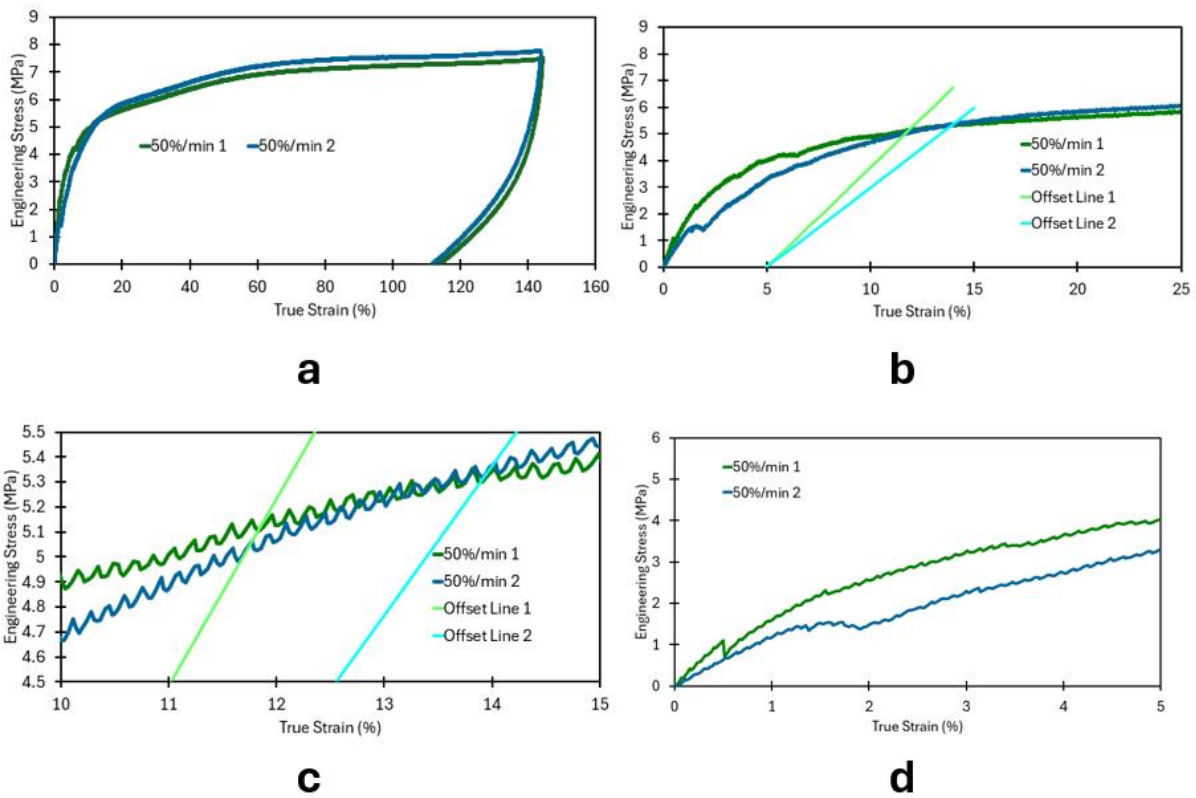 9
8
7
6
5
4
3
2
1
0
Engineering Stress (MPa)
50%/min 1 50%/min 2
0 20 40 60 80 100 120 140 160
True Strain (%)
a
9
8
7
6
5
4
3
2
1
0
Engineering Stress (MPa)
50%/min 1
50%/min 2
Offset Line 1
Offset Line 2
0 5 10 15 20 25
True Strain (%)
b
5.5
5.4
5.3
5.2
5.1
5
4.9
4.8
4.7
4.6
4.5
Engineering Stress (MPa)
50%/min 1
50%/min 2
Offset Line 1
Offset Line 2
10 11 12 13 14 15
True Strain (%)
c
6
5
4
3
2
1
0
Engineering Stress (MPa)
50%/min 1
50%/min 2
0 1 2 3 4 5
True Strain (%)
d